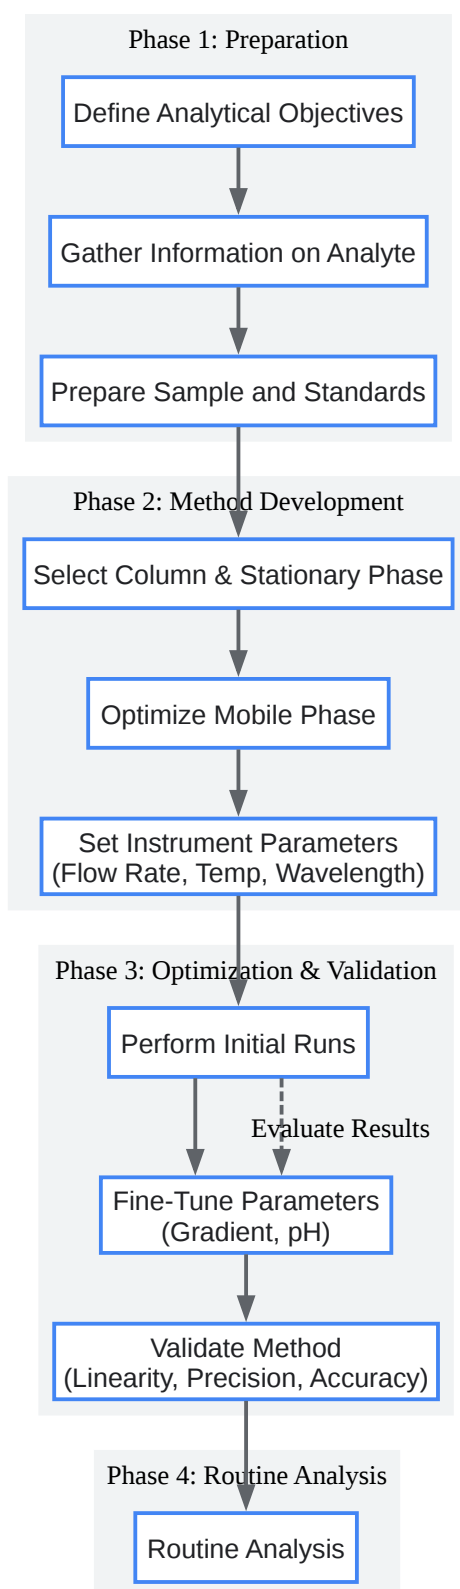 Phase 1: Preparation
Define Analytical Objectives
Gather Information on Analyte
Prepare Sample and Standards
Phase 2: Method Development
Select Column & Stationary Phase
Optimize Mobile Phase
Set Instrument Parameters
(Flow Rate, Temp, Wavelength)
Phase 3: Optimization & Validation
Perform Initial Runs
Evaluate Results
Fine-Tune Parameters
(Gradient, pH)
Validate Method
(Linearity, Precision, Accuracy)
Phase 4: Routine Analysis
Routine Analysis